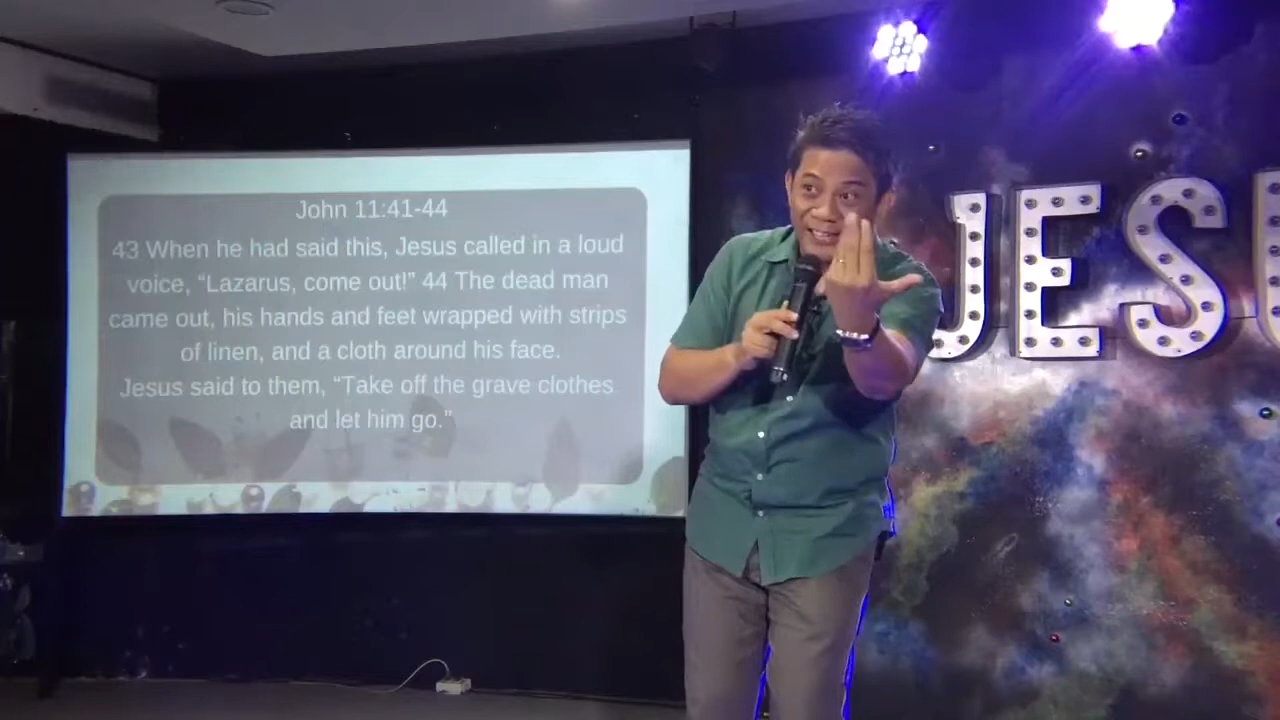 John 11:41-44
43 When he had said this, Jesus called in a loud
voice, “Lazarus, come out!” 44 The dead man
came out, his hands and feet wrapped with strips
of linen, and a cloth around his face.
Jesus said to them, “Take off the grave clothes
and let him go.”
JESU